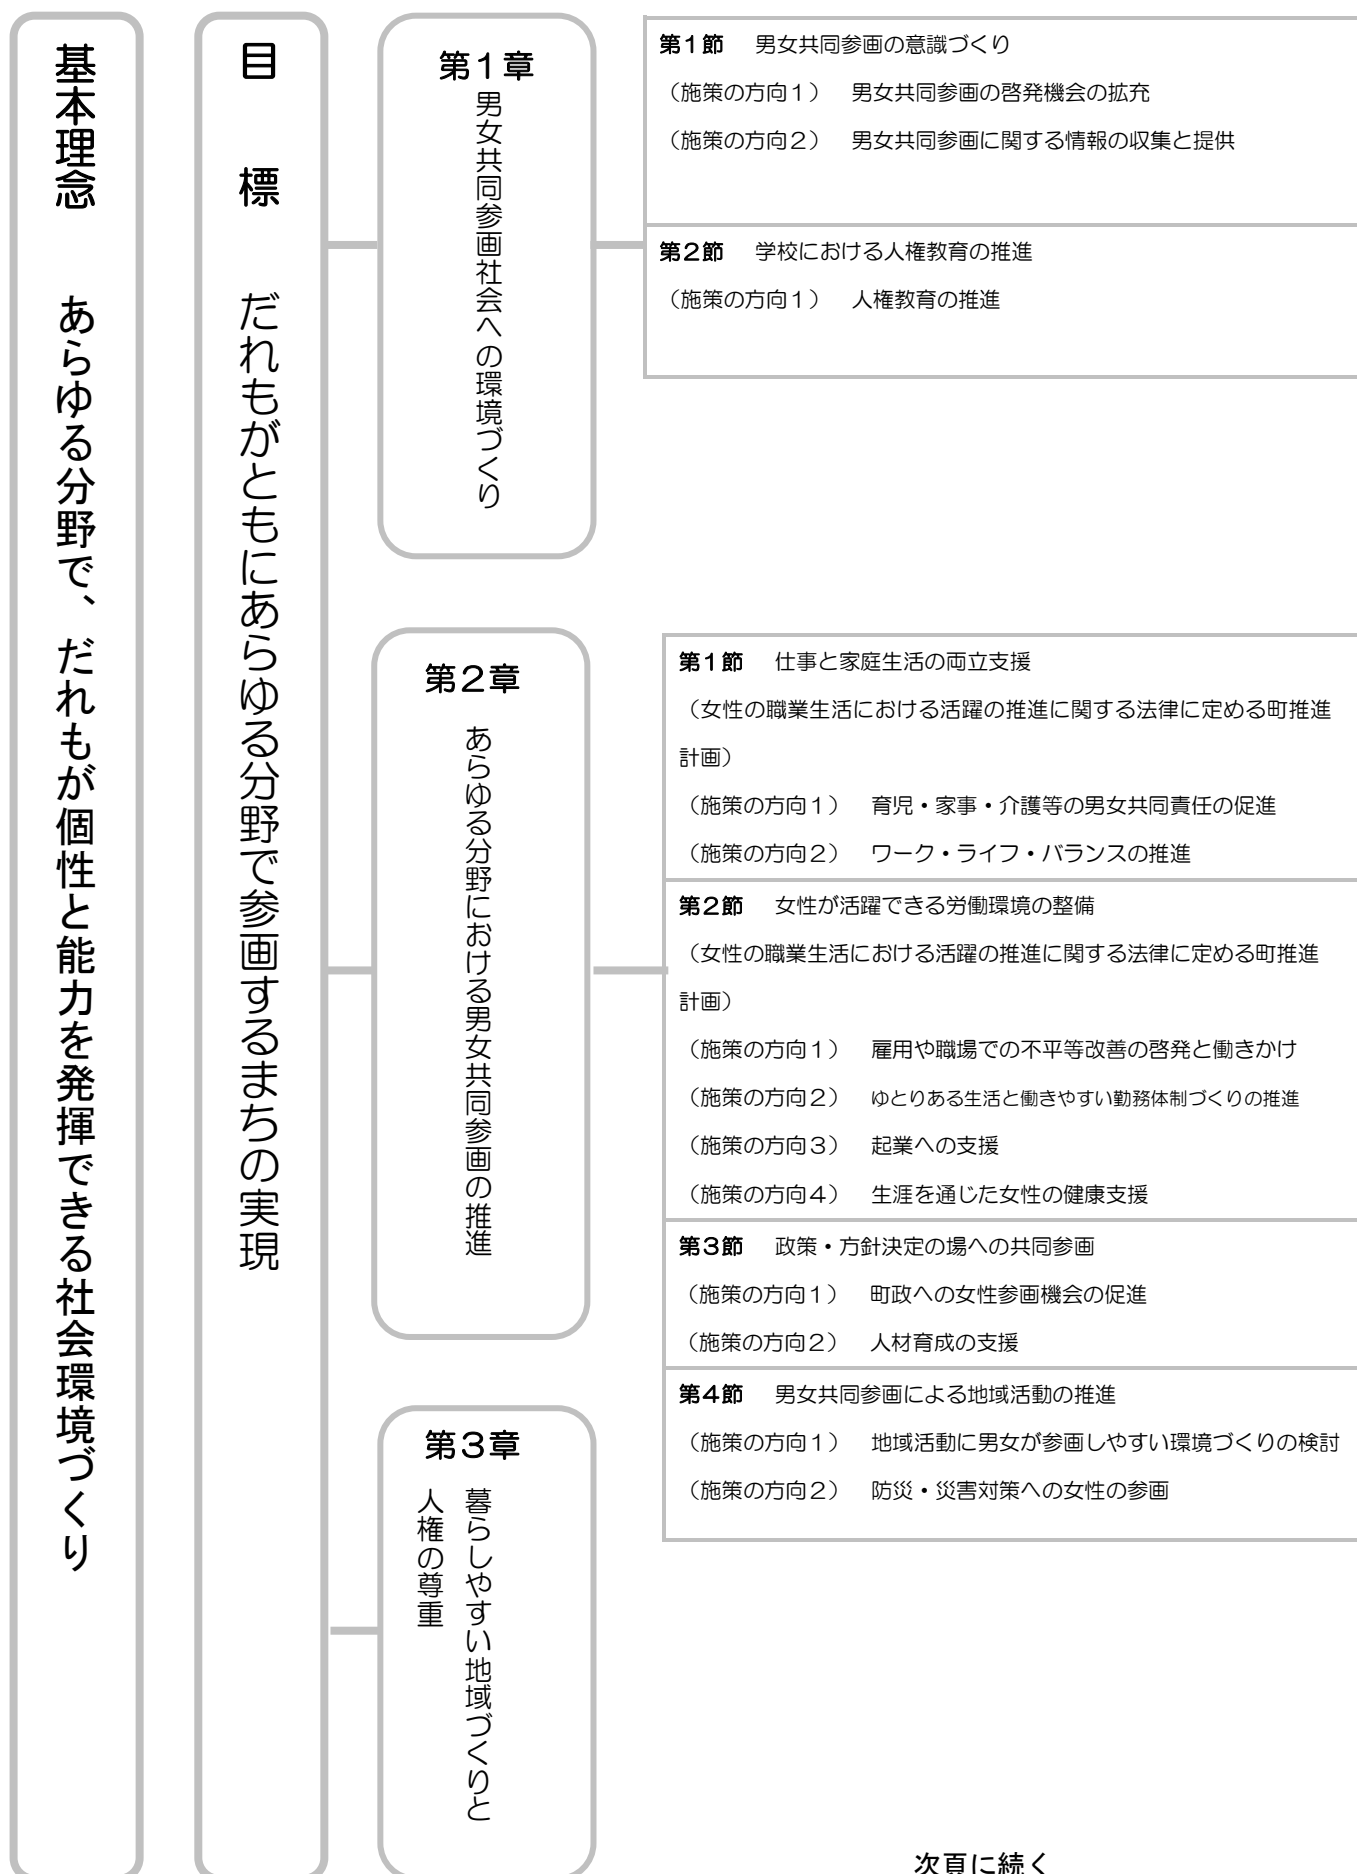 基本理念　あらゆる分野で、だれもが個性と能力を発揮できる社会環境づくり
目　標　だれもがともにあらゆる分野で参画するまちの実現
第１章
男女共同参画社会への環境づくり
第１節　男女共同参画の意識づくり
（施策の方向１）　男女共同参画の啓発機会の拡充
（施策の方向２）　男女共同参画に関する情報の収集と提供
第２節　学校における人権教育の推進
（施策の方向１）　人権教育の推進
第２章
あらゆる分野における男女共同参画の推進
第１節　仕事と家庭生活の両立支援
（女性の職業生活における活躍の推進に関する法律に定める町推進
計画）
（施策の方向１）　育児・家事・介護等の男女共同責任の促進
（施策の方向２）　ワーク・ライフ・バランスの推進
第２節　女性が活躍できる労働環境の整備
（女性の職業生活における活躍の推進に関する法律に定める町推進
計画）
（施策の方向１）　雇用や職場での不平等改善の啓発と働きかけ
（施策の方向２）　ゆとりある生活と働きやすい勤務体制づくりの推進
（施策の方向３）　起業への支援
（施策の方向４）　生涯を通じた女性の健康支援
第３節　政策・方針決定の場への共同参画
（施策の方向１）　町政への女性参画機会の促進
（施策の方向２）　人材育成の支援
第４節　男女共同参画による地域活動の推進
（施策の方向１）　地域活動に男女が参画しやすい環境づくりの検討
（施策の方向２）　防災・災害対策への女性の参画
第３章
暮らしやすい地域づくりと
人権の尊重
次頁に続く